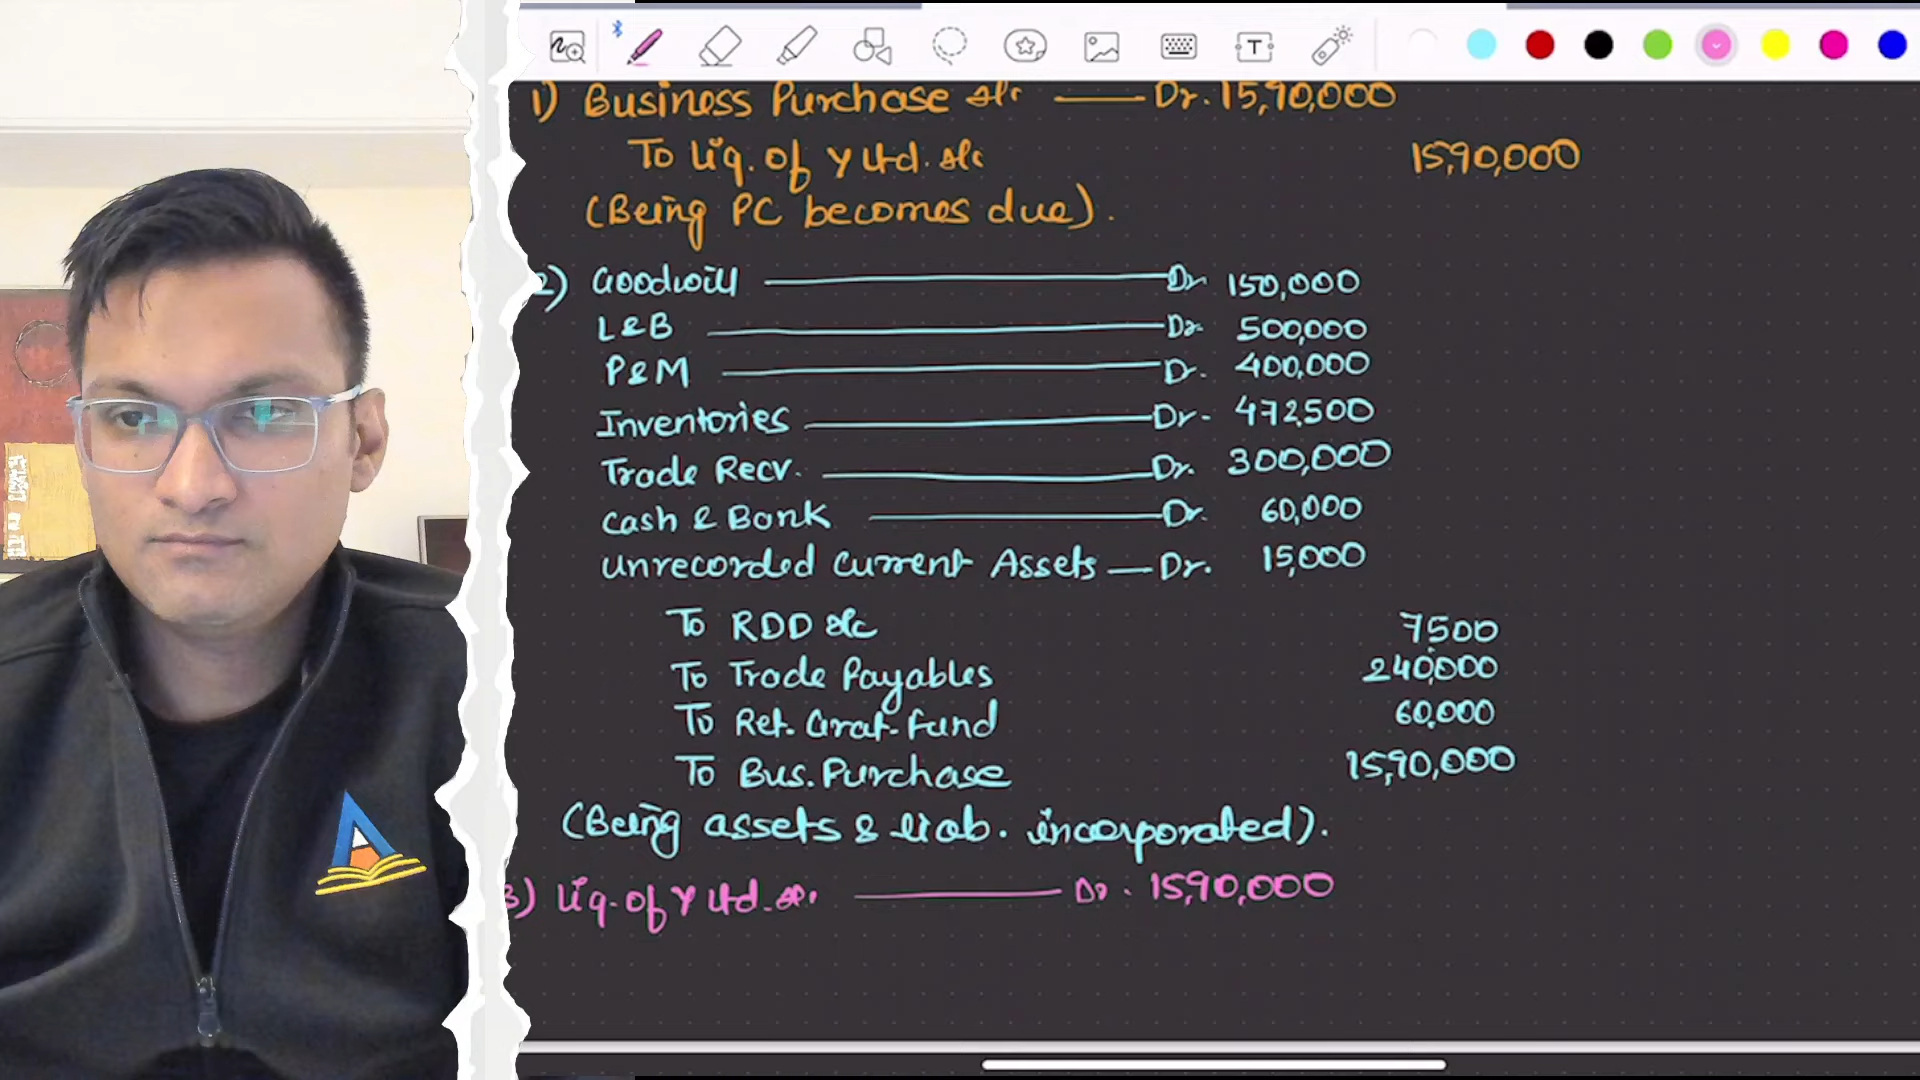 1) Business Purchase a/c —— Dr. 15,90,000
To Liq. of Y Ltd. a/c 15,90,000
(Being PC becomes due).
2) Goodwill —— Dr 150,000
L&B —— Dr 500,000
P&M —— Dr. 400,000
Inventories —— Dr. 472,500
Trade Recv. —— Dr. 300,000
Cash & Bank —— Dr. 60,000
Unrecorded Current Assets — Dr. 15,000
To RDD a/c 7500
To Trade Payables 240,000
To Ret. Grat. Fund 60,000
To Bus. Purchase 15,90,000
(Being assets & liab. incorporated).
3) Liq. of Y Ltd. a/c —— Dr. 15,90,000